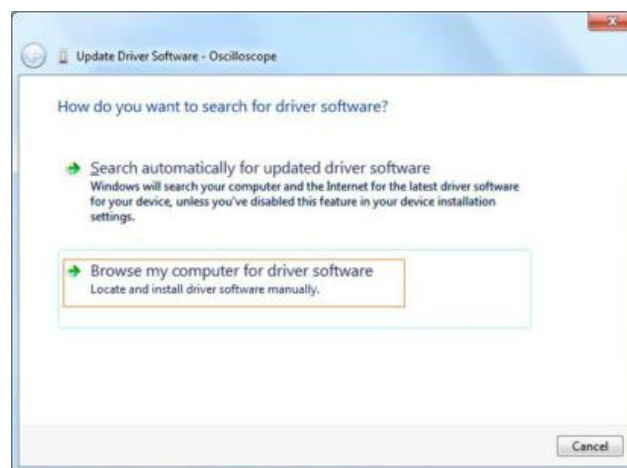 Update Driver Software - Oscilloscope
How do you want to search for driver software?
Search automatically for updated driver software
Windows will search your computer and the Internet for the latest driver software
for your device, unless you've disabled this feature in your device installation
settings.
Browse my computer for driver software
Locate and install driver software manually.
Cancel